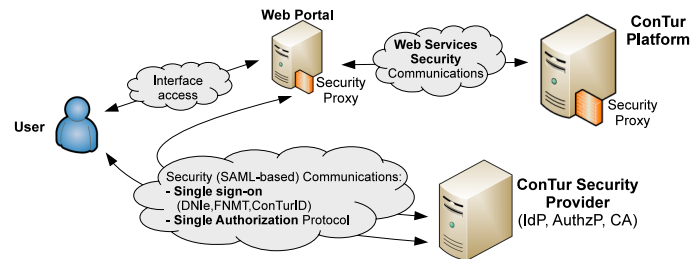 Web Portal
ConTur
Platform
Web Services
Security
Communications
Interface
access
Security
Proxy
Security
Proxy
User
Security (SAML-based) Communications:
- Single sign-on
(DNIe,FNMT,ConTurID)
- Single Authorization Protocol
ConTur Security
Provider
(IdP, AuthzP, CA)